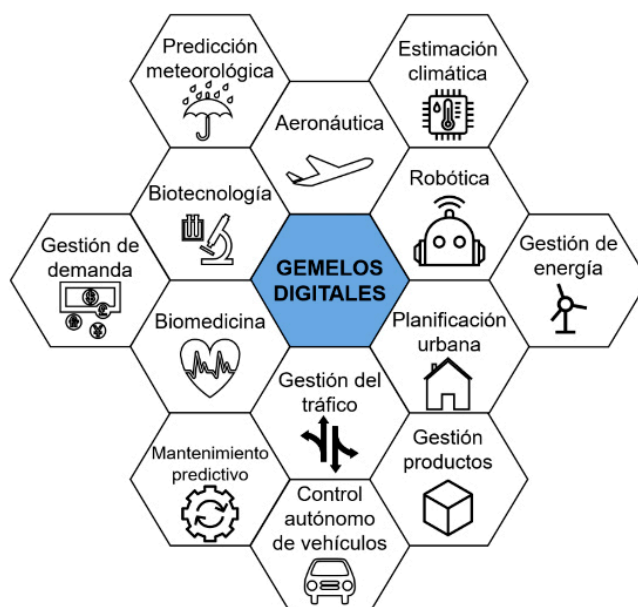 Predicción
meteorológica
Estimación
climática
Aeronáutica
Biotecnología
Robótica
Gestión de
demanda
GEMELOS
DIGITALES
Gestión de
energía
Biomedicina
Planificación
urbana
Gestión del
tráfico
Mantenimiento
predictivo
Gestión
productos
Control
autónomo
de vehículos